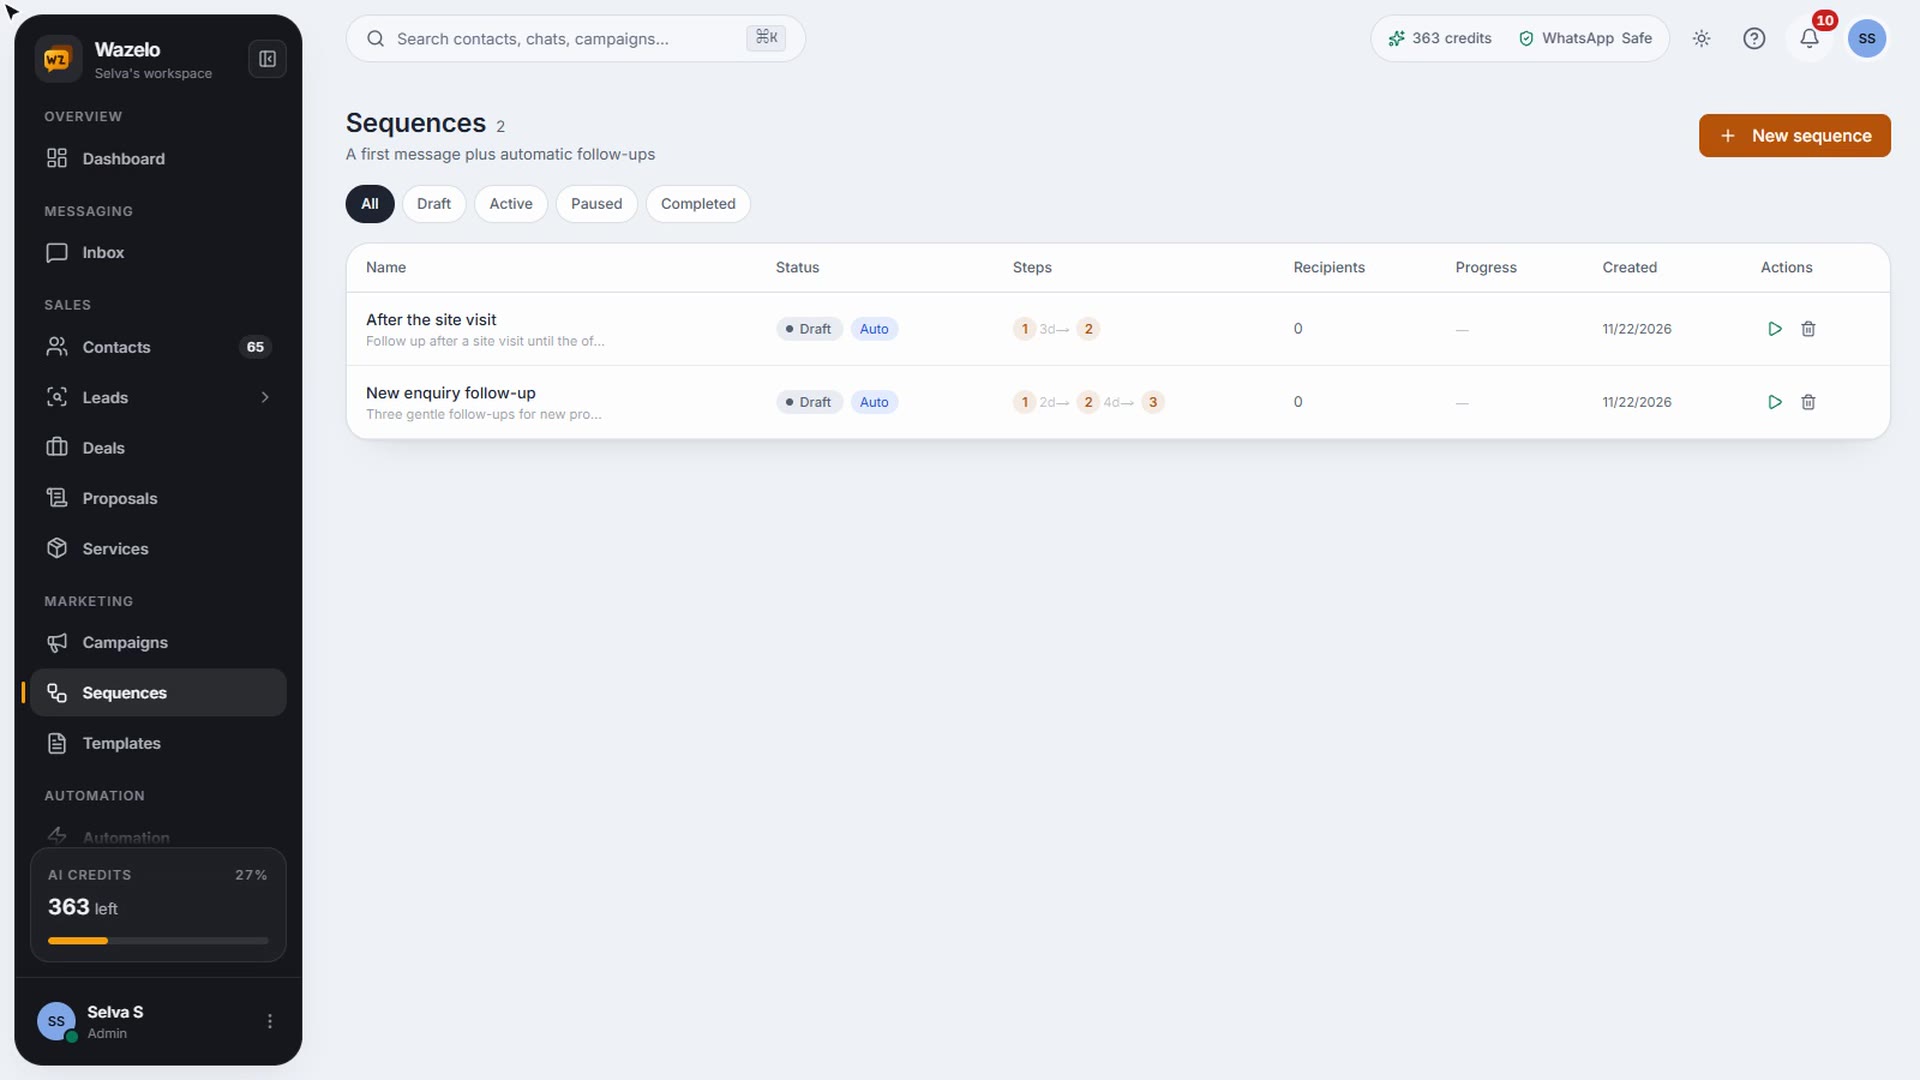 WZ
Wazelo
Selva's workspace
OVERVIEW
Dashboard
MESSAGING
Inbox
SALES
Contacts 65
Leads
Deals
Proposals
Services
MARKETING
Campaigns
Sequences
Templates
AUTOMATION
Automation
AI CREDITS 27%
363 left
SS
Selva S
Admin
Search contacts, chats, campaigns... ⌘K
363 credits WhatsApp Safe 10 SS
Sequences 2
A first message plus automatic follow-ups
+ New sequence
All Draft Active Paused Completed
Name Status Steps Recipients Progress Created Actions
After the site visit Draft Auto 1 3d→ 2 0 — 11/22/2026
Follow up after a site visit until the of...
New enquiry follow-up Draft Auto 1 2d→ 2 4d→ 3 0 — 11/22/2026
Three gentle follow-ups for new pro...